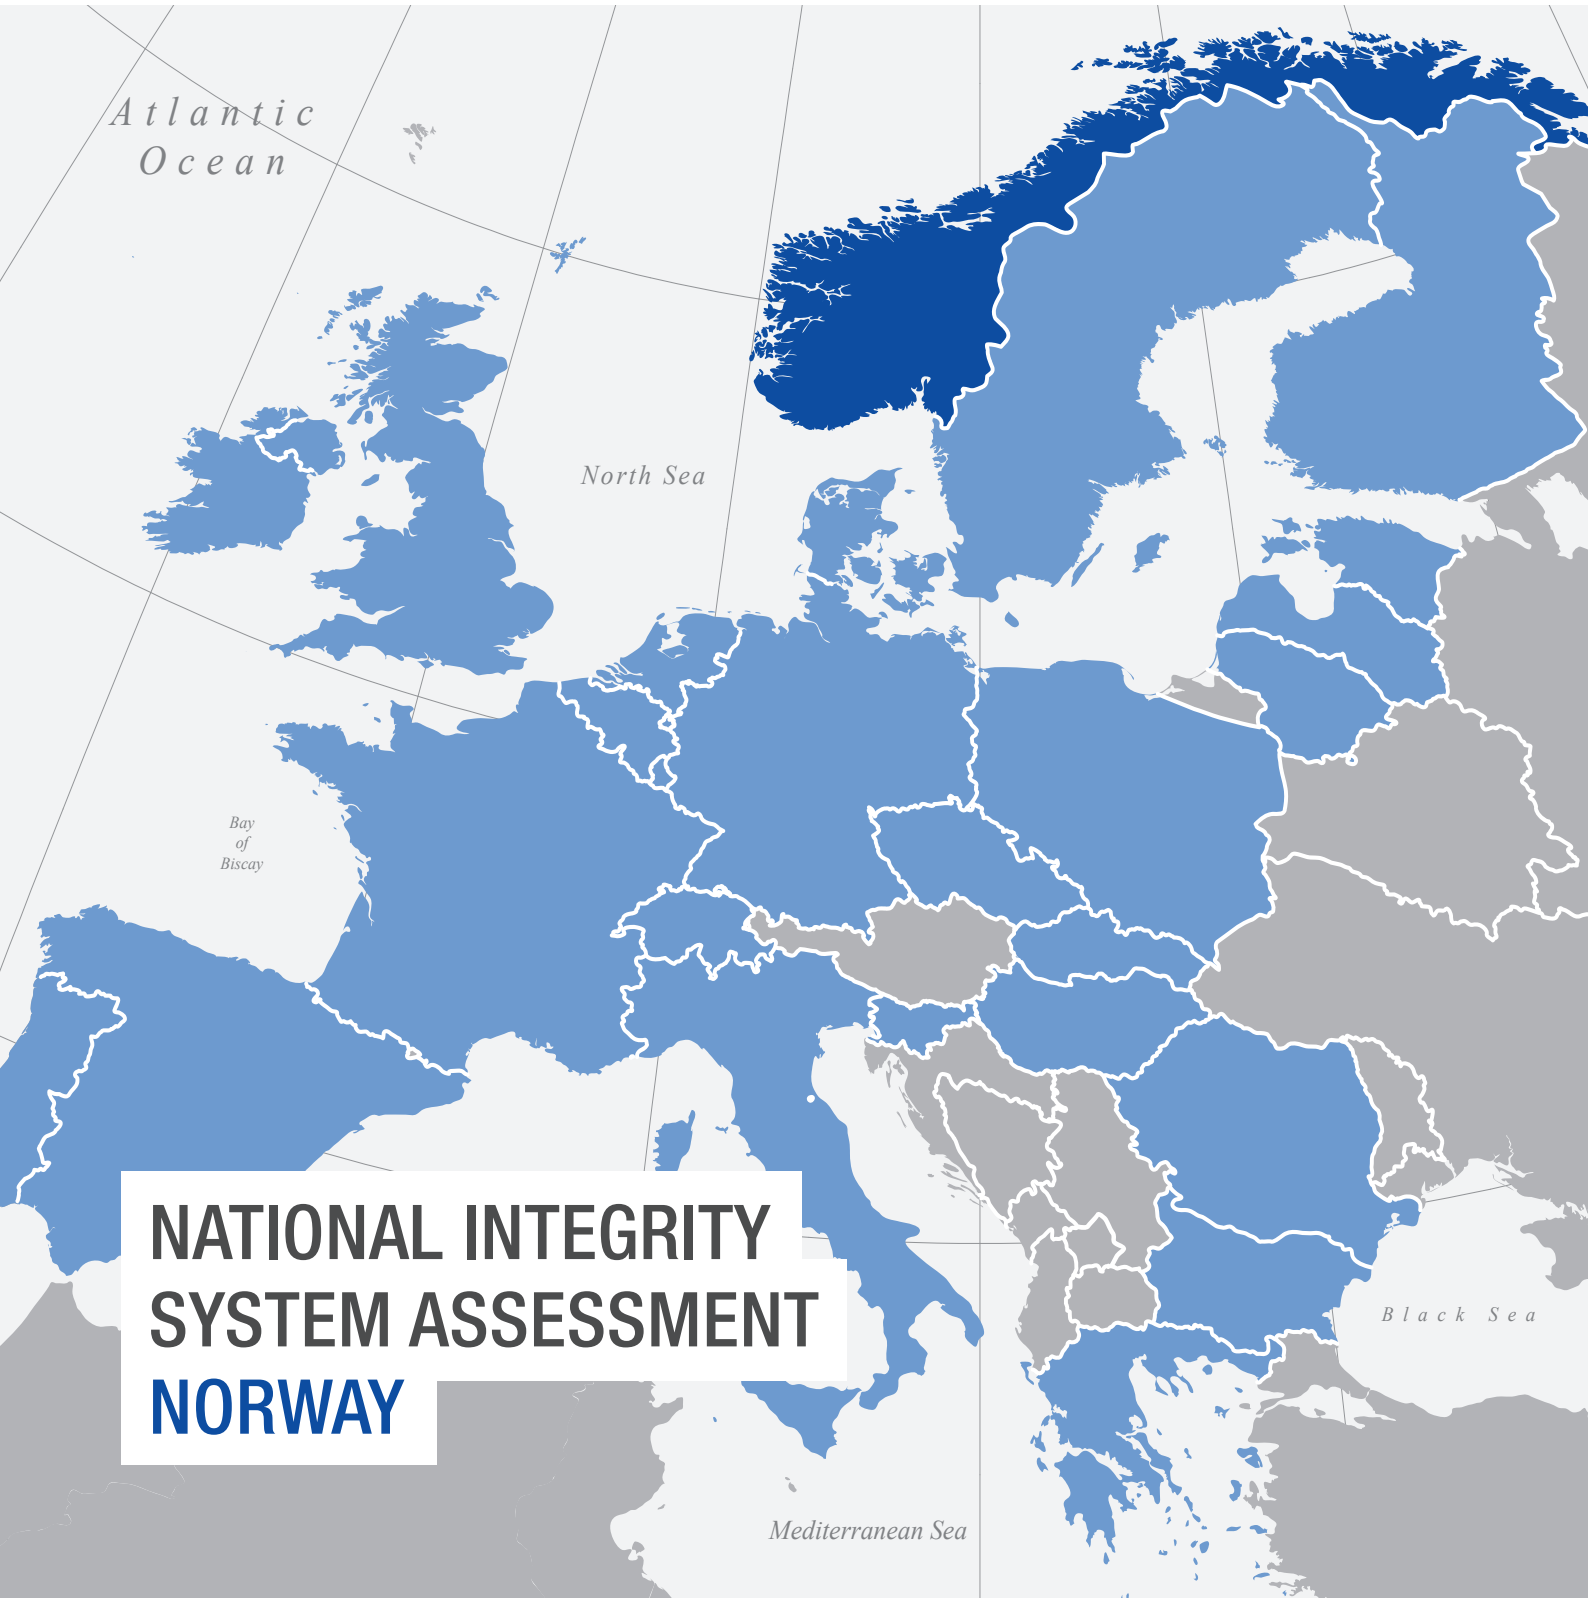 Atlantic
Ocean
North Sea
Bay
of
Biscay
NATIONAL INTEGRITY
SYSTEM ASSESSMENT
NORWAY
Black Sea
Mediterranean Sea